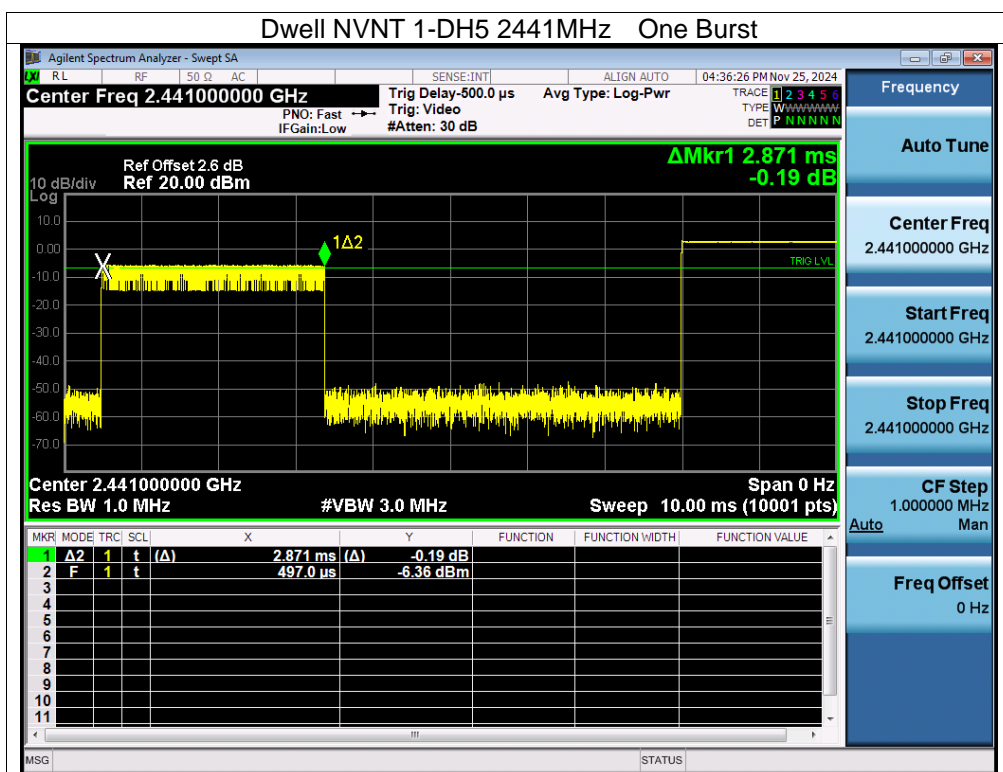 Dwell NVNT 1-DH5 2441MHz One Burst
Agilent Spectrum Analyzer - Swept SA
LXI RL RF 50 Ω AC SENSE:INT ALIGN AUTO 04:36:26 PM Nov 25, 2024
Center Freq 2.441000000 GHz Trig Delay-500.0 µs Avg Type: Log-Pwr TRACE 1 2 3 4 5 6
PNO: Fast Trig: Video TYPE WWWWWW
IFGain:Low #Atten: 30 dB DET P N N N N N
Frequency
Auto Tune
Center Freq
2.441000000 GHz
Start Freq
2.441000000 GHz
Stop Freq
2.441000000 GHz
CF Step
1.000000 MHz
Auto Man
Freq Offset
0 Hz
ΔMkr1 2.871 ms
-0.19 dB
Ref Offset 2.6 dB
10 dB/div Ref 20.00 dBm
Log
10.0
0.00
-10.0
-20.0
-30.0
-40.0
-50.0
-60.0
-70.0
X
1Δ2
TRIG LVL
Center 2.441000000 GHz Span 0 Hz
Res BW 1.0 MHz #VBW 3.0 MHz Sweep 10.00 ms (10001 pts)
MKR MODE TRC SCL X Y FUNCTION FUNCTION WIDTH FUNCTION VALUE
1 Δ2 1 t (Δ) 2.871 ms (Δ) -0.19 dB
2 F 1 t 497.0 µs -6.36 dBm
3
4
5
6
7
8
9
10
11
MSG STATUS